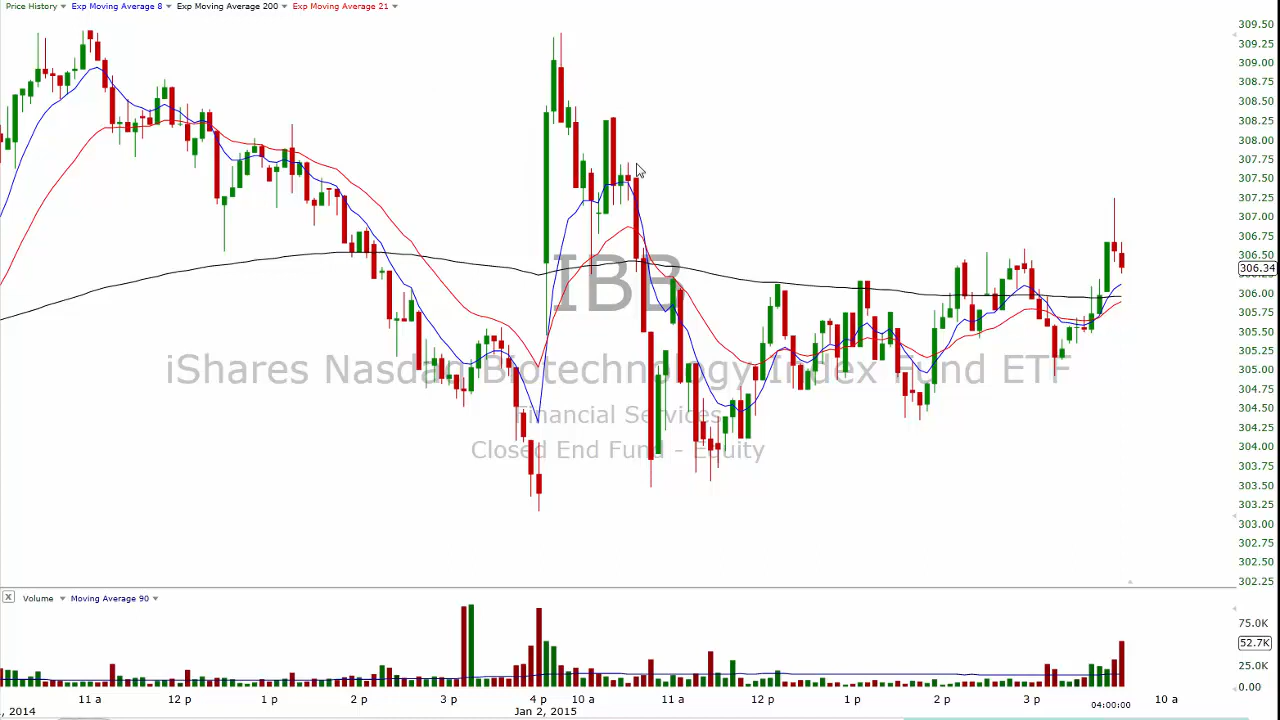 Price History Exp Moving Average 8 Exp Moving Average 200 Exp Moving Average 21
309.50
309.25
309.00
308.75
308.50
308.25
308.00
307.75
307.50
307.25
307.00
306.75
306.50
306.34
306.00
305.75
305.50
305.25
305.00
304.75
304.50
304.25
304.00
303.75
303.50
303.25
303.00
302.75
302.50
302.25
IBB
iShares Nasdaq Biotechnology Index Fund ETF
Financial Services
Closed End Fund - Equity
X Volume Moving Average 90
75.0K
52.7K
25.0K
0.00
11 a 12 p 1 p 2 p 3 p 4 p 10 a 11 a 12 p 1 p 2 p 3 p 10 a
, 2014 Jan 2, 2015 04:00:00